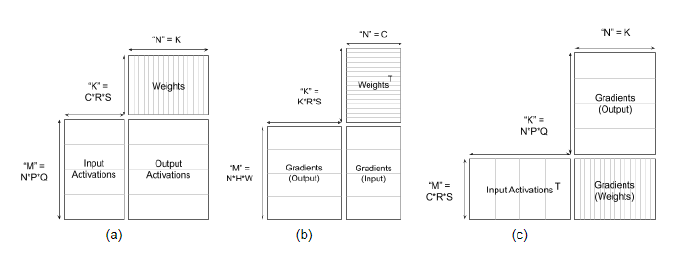 "N" = K
"K" =
C*R*S
Weights
"M" =
N*P*Q
Input
Activations
Output
Activations
(a)
"N" = C
"K" =
K*R*S
Weights T
"M" =
N*H*W
Gradients
(Output)
Gradients
(Input)
(b)
"N" = K
"K" =
N*P*Q
Gradients
(Output)
"M" =
C*R*S
Input Activations T
Gradients
(Weights)
(c)